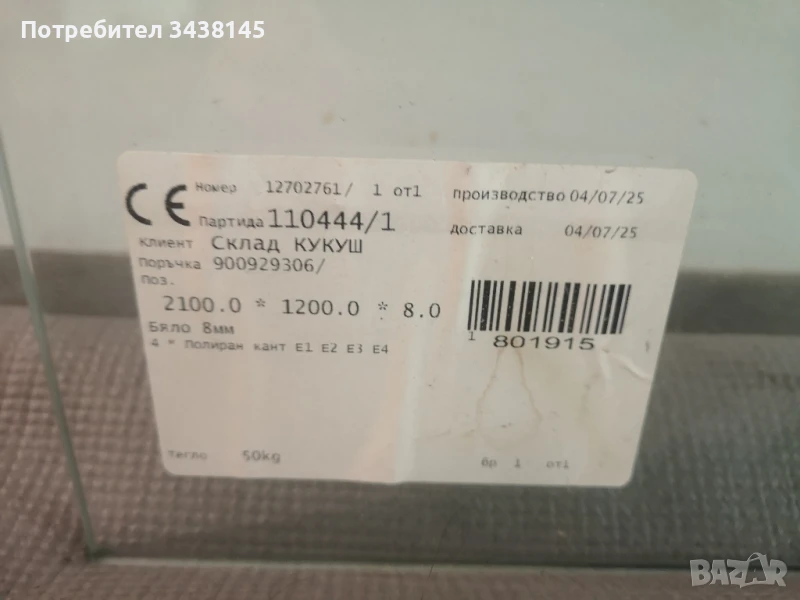 Потребител 3438145
CE
Номер 12702761/ 1 от1 производство 04/07/25
Партида 110444/1 доставка 04/07/25
Клиент Склад КУКУШ
Поръчка 900929306/
Поз.
2100.0 * 1200.0 * 8.0
Бяло 8мм
4 * Полиран кант E1 E2 E3 E4
1 801915
Тегло 50kg бр 1 от1
BAZAR